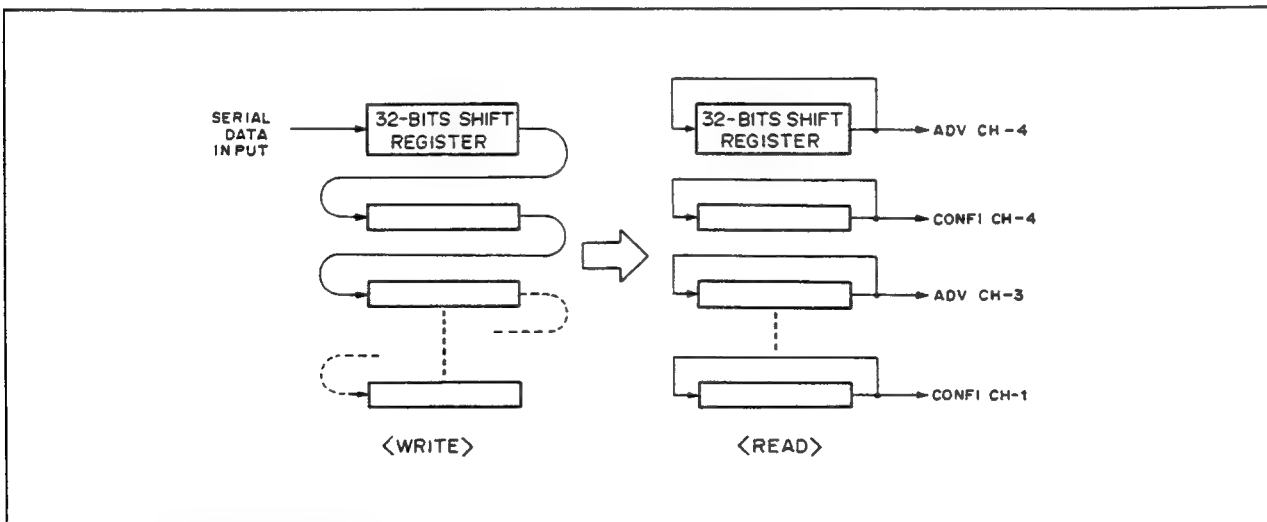 SERIAL
DATA
INPUT
32-BITS SHIFT
REGISTER
<WRITE>
32-BITS SHIFT
REGISTER
ADV CH-4
CONFI CH-4
ADV CH-3
CONFI CH-1
<READ>